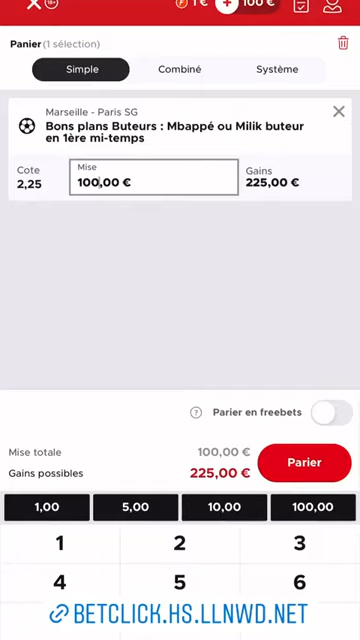 18+
F 1 € + 100 €
Panier (1 sélection)
Simple Combiné Système
Marseille - Paris SG
Bons plans Buteurs : Mbappé ou Milik buteur
en 1ère mi-temps
Cote Mise Gains
2,25 100,00 € 225,00 €
? Parier en freebets
Mise totale 100,00 €
Gains possibles 225,00 €
Parier
1,00 5,00 10,00 100,00
1 2 3
4 5 6
BETCLICK.HS.LLNWD.NET